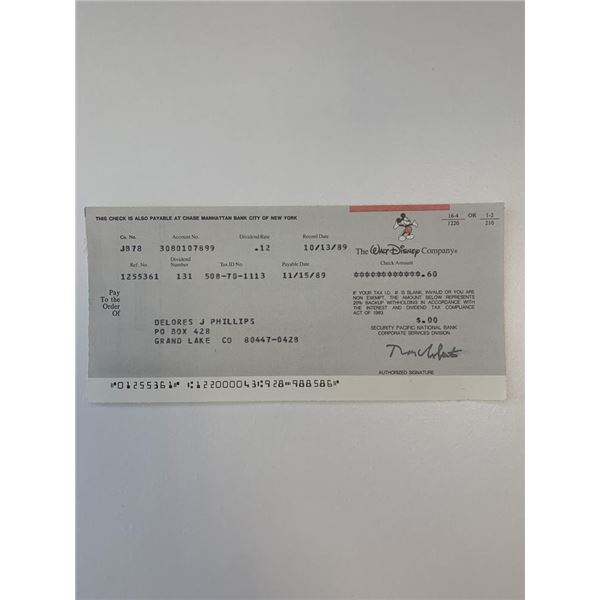 THIS CHECK IS ALSO PAYABLE AT CHASE MANHATTAN BANK CITY OF NEW YORK
16-4 OR 1-2
1220 210
Co. No. Account No. Dividend Rate Record Date
JB78 3080107899 .12 10/13/89
The WALT DISNEY Company®
Ref. No. Dividend Number Tax ID No. Payable Date
Check Amount
1255361 131 508-70-1113 11/15/89
.60
Pay
To the
Order
Of
DELORES J PHILLIPS
PO BOX 428
GRAND LAKE CO 80447-0428
IF YOUR TAX I.D. # IS BLANK, INVALID OR YOU ARE
NON EXEMPT, THE AMOUNT BELOW REPRESENTS
20% BACKUP WITHHOLDING IN ACCORDANCE WITH
THE INTEREST AND DIVIDEND TAX COMPLIANCE
ACT OF 1983.
$.00
SECURITY PACIFIC NATIONAL BANK
CORPORATE SERVICES DIVISION
AUTHORIZED SIGNATURE
⑈01255361⑈ ⑆122000043⑆928⑉988586⑈